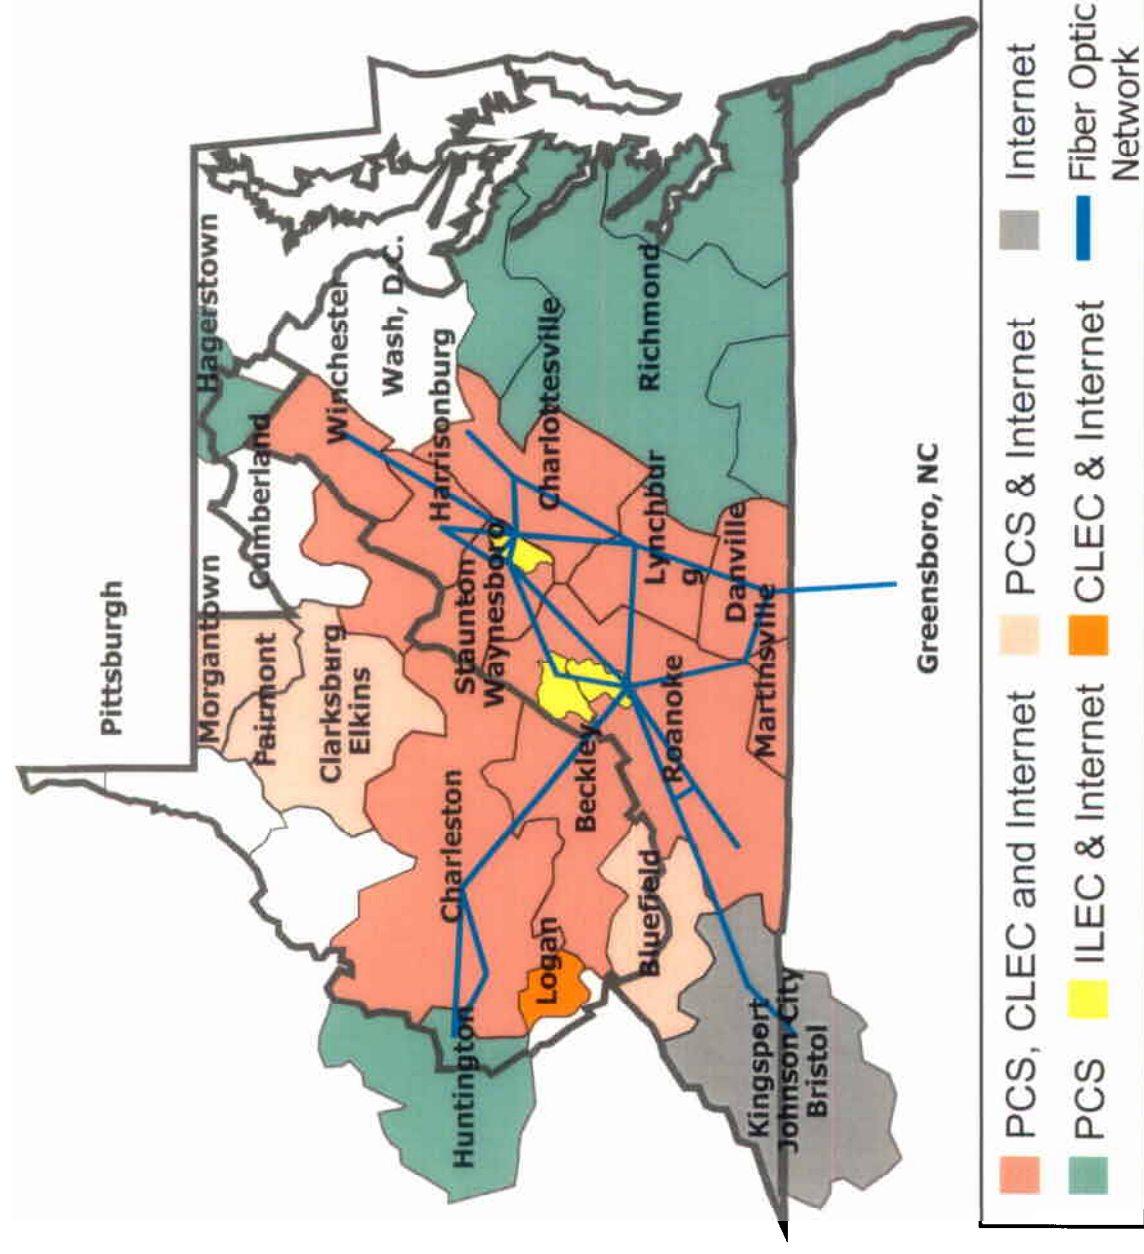 Pittsburgh
Morgantown
Fairmont
Clarksburg
Elkins
Cumberland
Hagerstown
Winchester
Wash, D.C.
Harrisonburg
Staunton
Waynesboro
Charleston
Huntington
Charlottesville
Beckley
Logan
Lynchbur
g
Richmond
Roanoke
Bluefield
Danville
Martinsville
Kingsport
Johnson City
Bristol
Greensboro, NC
PCS, CLEC and Internet
PCS & Internet
Internet
PCS
ILEC & Internet
CLEC & Internet
Fiber Optic
Network